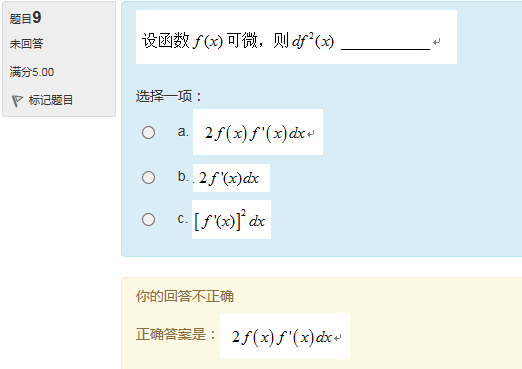 题目9
未回答
满分5.00
标记题目
设函数 f(x) 可微，则 df²(x) ___________ ↵
选择一项：
a. 2f(x)f'(x)dx↵
b. 2f'(x)dx
c. [f'(x)]² dx
你的回答不正确
正确答案是： 2f(x)f'(x)dx↵